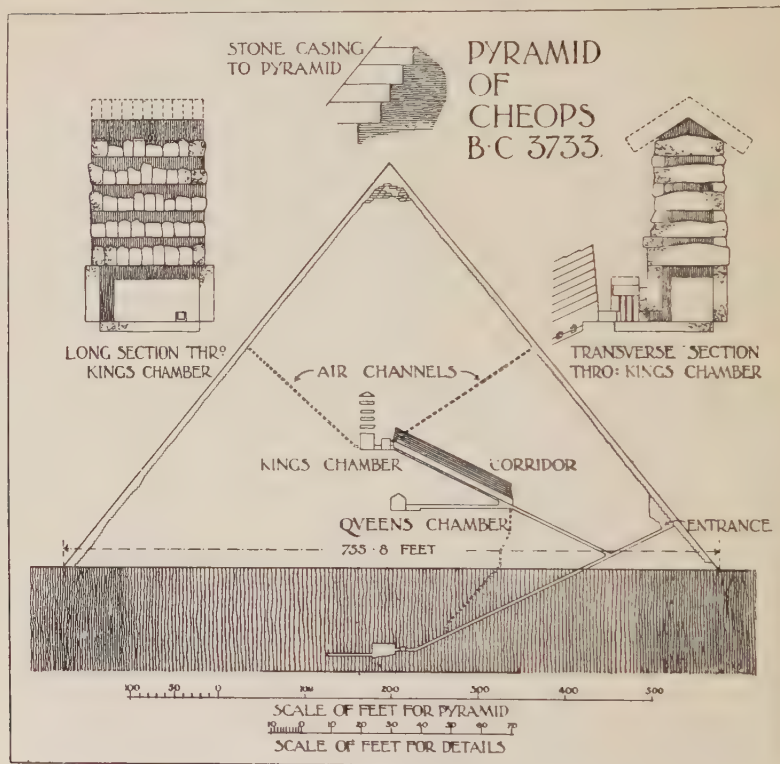 STONE CASING
TO PYRAMID
PYRAMID
OF
CHEOPS
B·C 3733.
LONG SECTION THRO
KINGS CHAMBER
AIR CHANNELS
TRANSVERSE SECTION
THRO: KINGS CHAMBER
KINGS CHAMBER
CORRIDOR
QVEENS CHAMBER
ENTRANCE
755·8 FEET
100 50 0 100 200 300 400 500
SCALE OF FEET FOR PYRAMID
10 0 10 20 30 40 50 60 70
SCALE OF FEET FOR DETAILS